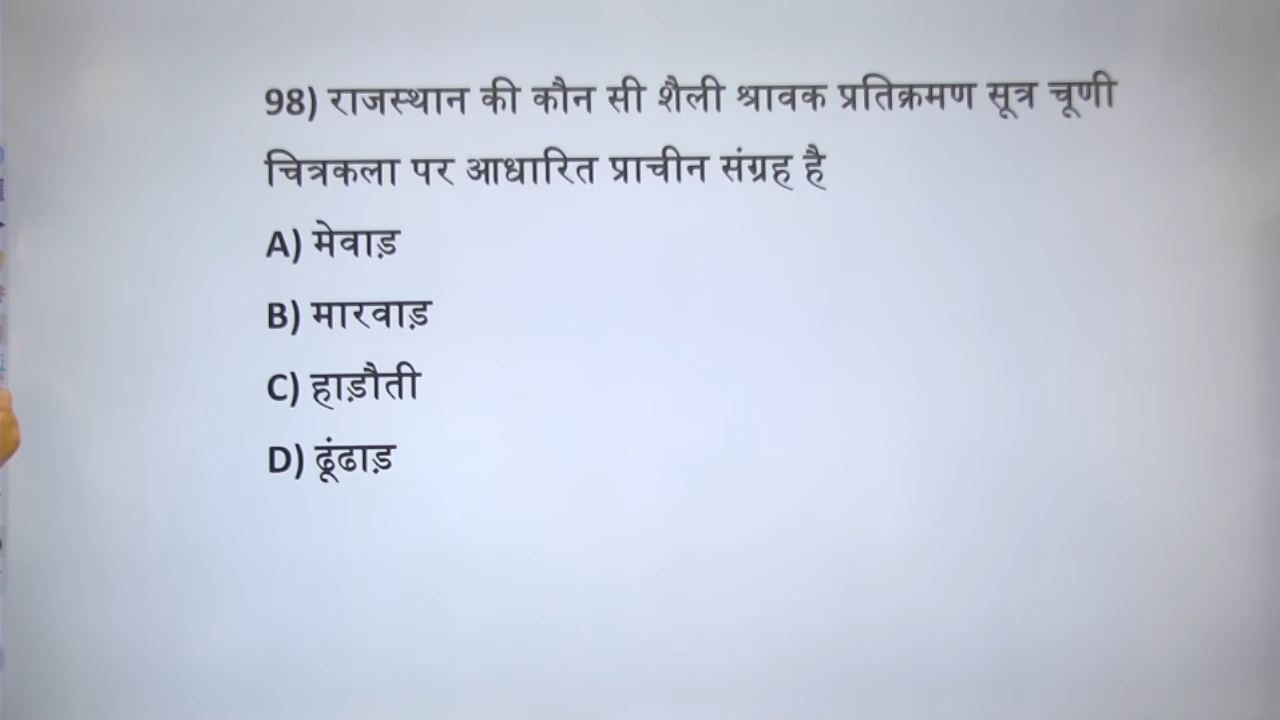 98) राजस्थान की कौन सी शैली श्रावक प्रतिक्रमण सूत्र चूणी
चित्रकला पर आधारित प्राचीन संग्रह है
A) मेवाड़
B) मारवाड़
C) हाड़ौती
D) ढूंढाड़